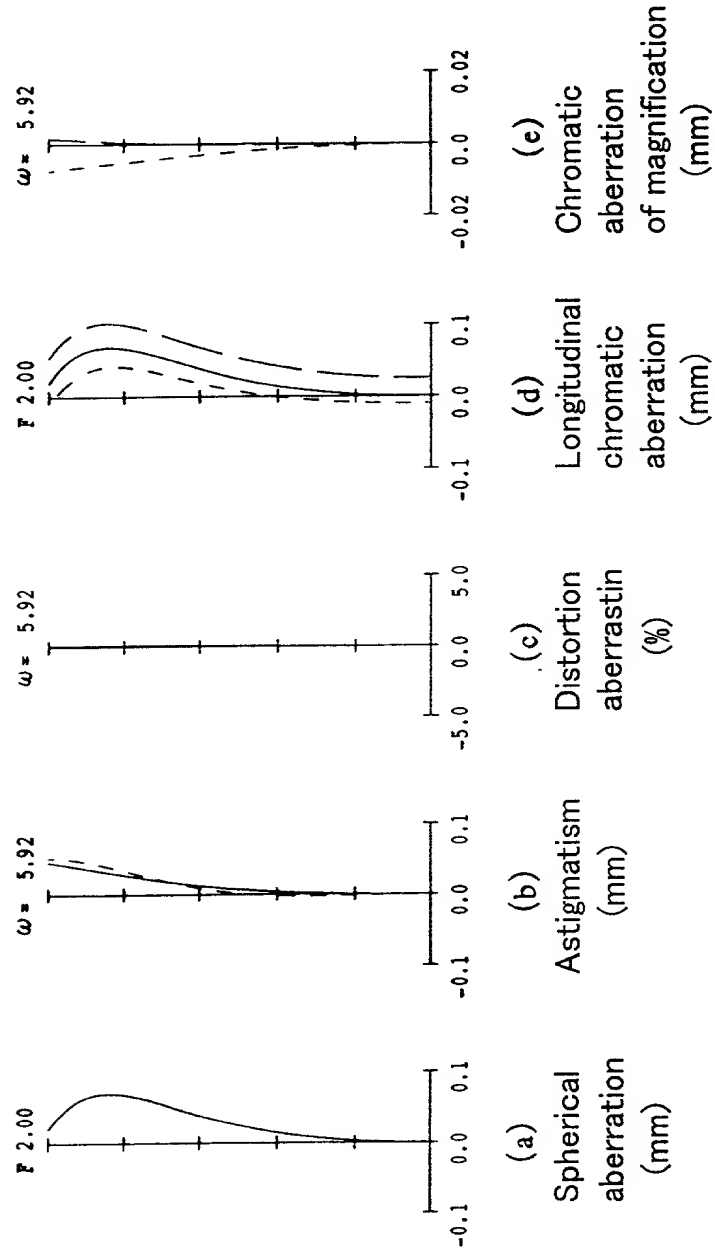 F 2.00
-0.1 0.0 0.1
(a)
Spherical
aberration
(mm)
ω= 5.92
-0.1 0.0 0.1
(b)
Astigmatism
(mm)
ω= 5.92
-5.0 0.0 5.0
(c)
Distortion
aberrastin
(%)
F 2.00
-0.1 0.0 0.1
(d)
Longitudinal
chromatic
aberration
(mm)
ω= 5.92
-0.02 0.0 0.02
(e)
Chromatic
aberration
of magnification
(mm)